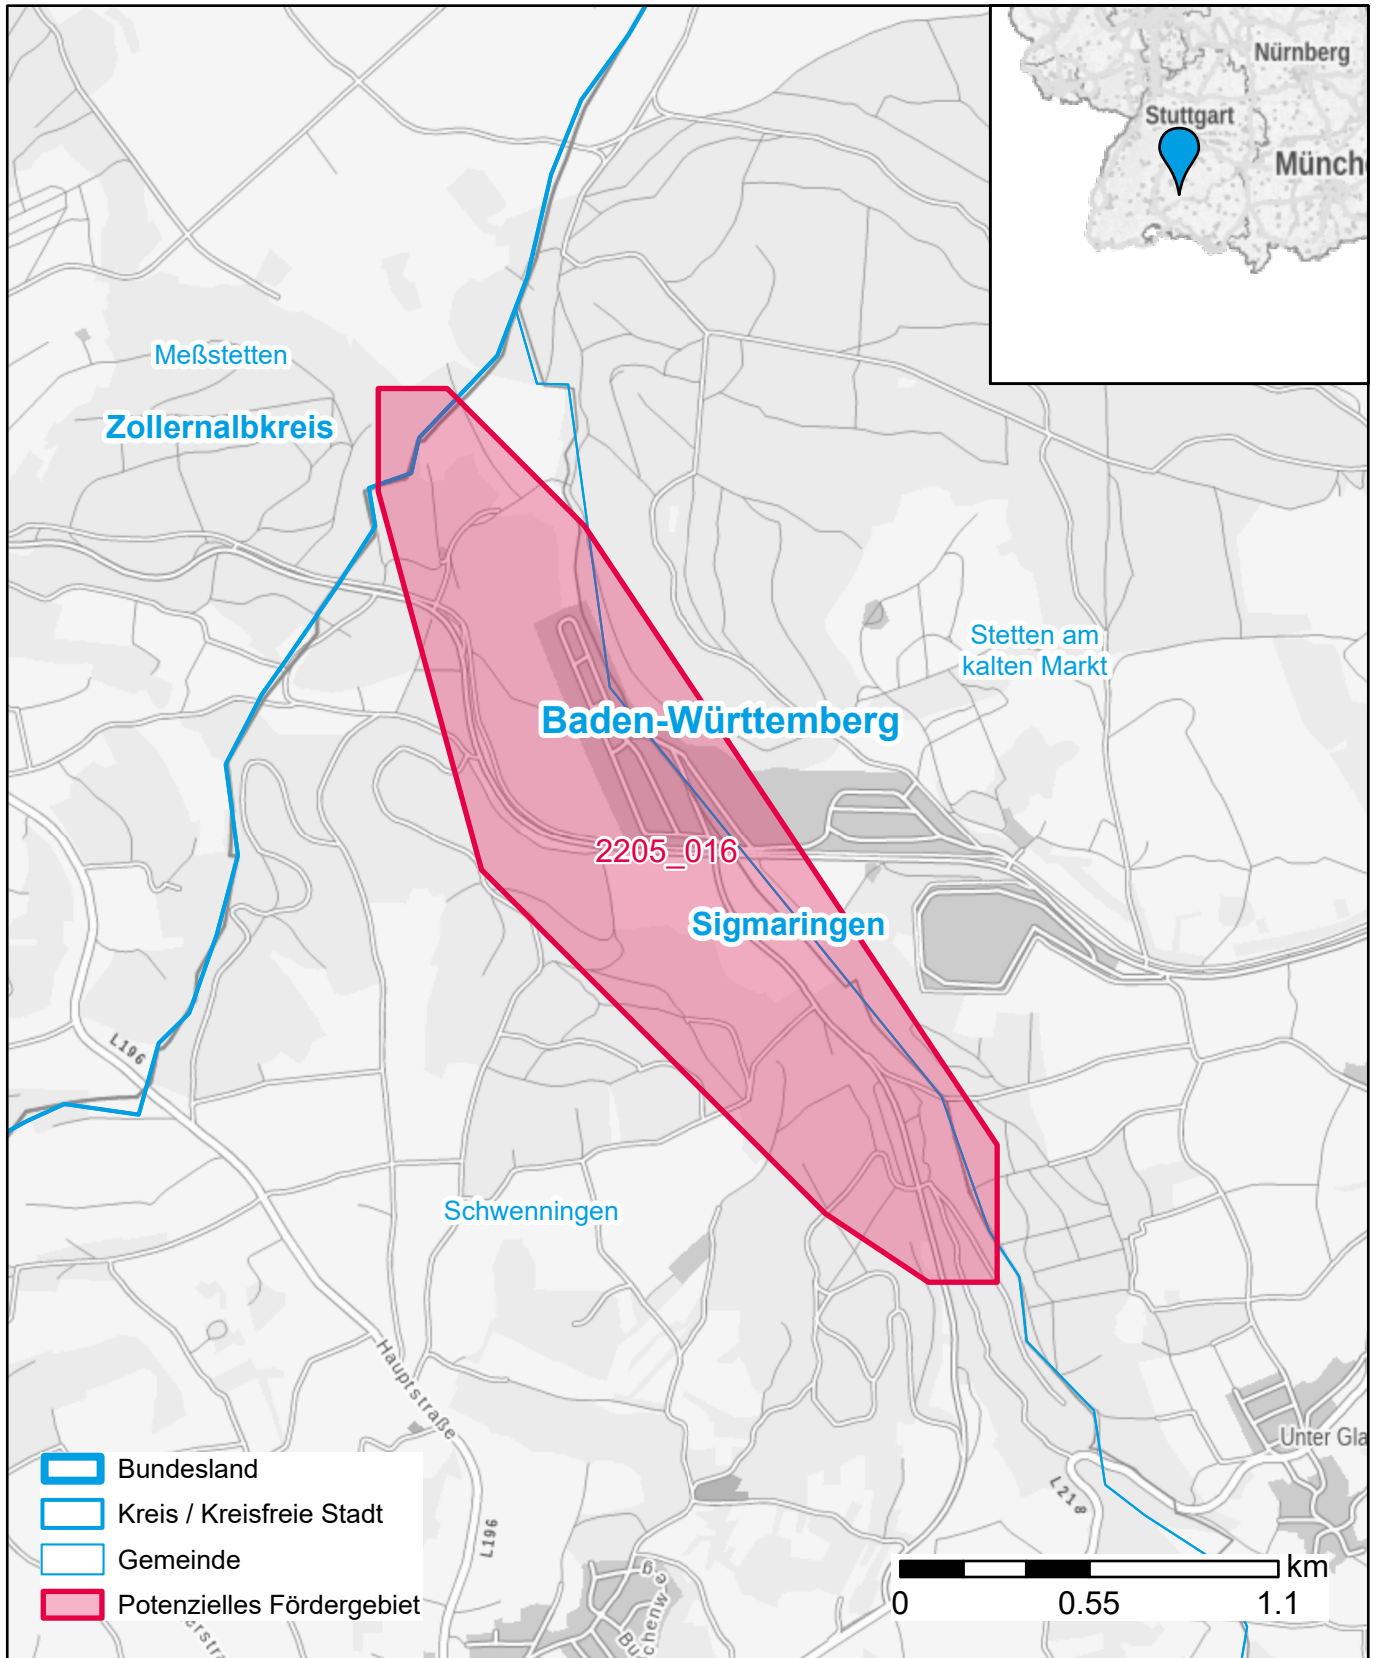 Nürnberg
Stuttgart
Münch
Meßstetten
Zollernalbkreis
Stetten am
kalten Markt
Baden-Württemberg
2205_016
Sigmaringen
L196
Schwenningen
Hauptstraße
Unter Gla
L218
L196
Bundesland
Kreis / Kreisfreie Stadt
Gemeinde
Potenzielles Fördergebiet
km
0 0.55 1.1